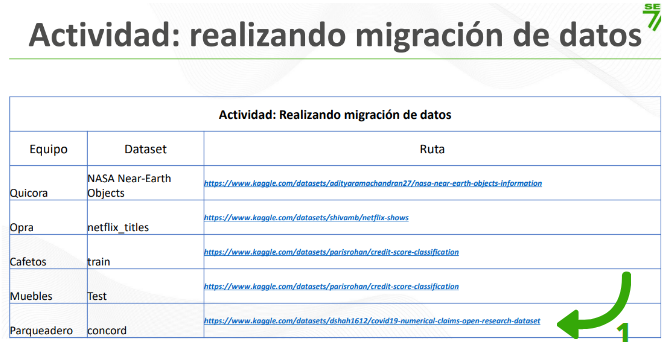 SE
7
Actividad: realizando migración de datos
Actividad: Realizando migración de datos
Equipo Dataset Ruta
Quicora NASA Near-Earth Objects https://www.kaggle.com/datasets/adityaramachandran27/nasa-near-earth-objects-information
Opra netflix_titles https://www.kaggle.com/datasets/shivamb/netflix-shows
Cafetos train https://www.kaggle.com/datasets/parisrohan/credit-score-classification
Muebles Test https://www.kaggle.com/datasets/parisrohan/credit-score-classification
Parqueadero concord https://www.kaggle.com/datasets/dshah1612/covid19-numerical-claims-open-research-dataset
1